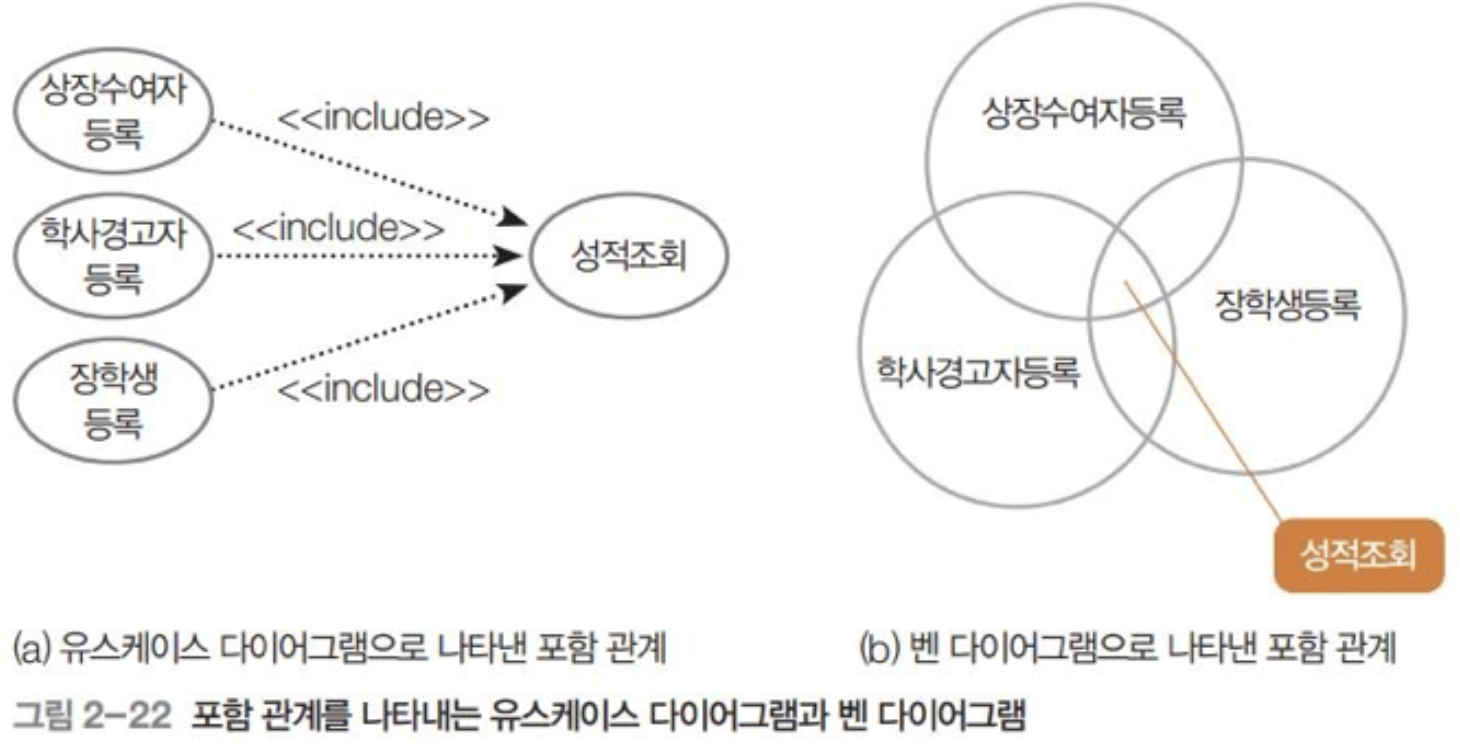 상장수여자
등록
<<include>>
학사경고자
등록
<<include>>
성적조회
장학생
등록
<<include>>
상장수여자등록
장학생등록
학사경고자등록
성적조회
(a) 유스케이스 다이어그램으로 나타낸 포함 관계
(b) 벤 다이어그램으로 나타낸 포함 관계
그림 2-22 포함 관계를 나타내는 유스케이스 다이어그램과 벤 다이어그램